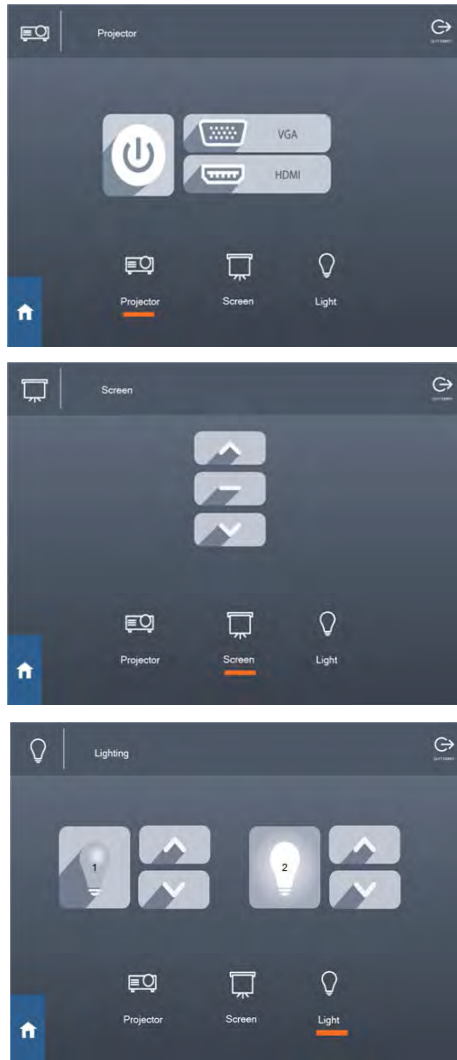 Projector
VGA
HDMI
Projector Screen Light
Screen
Projector Screen Light
Lighting
1 2
Projector Screen Light